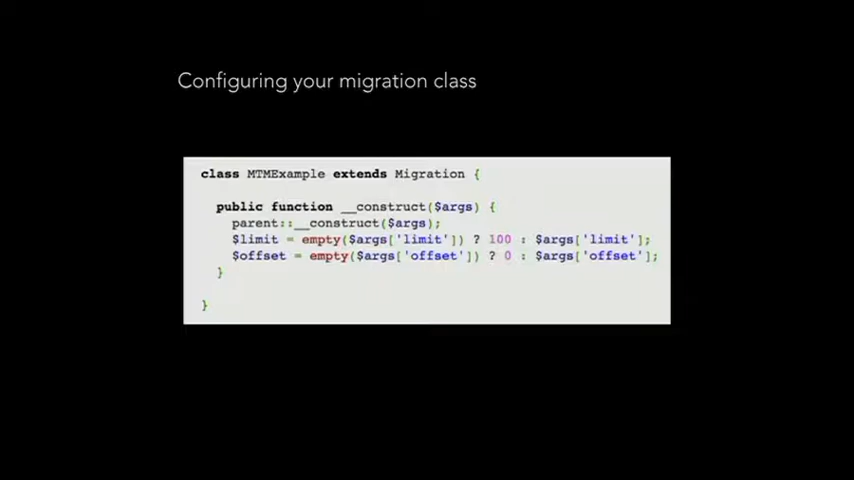 Configuring your migration class
class MTMExample extends Migration {
public function __construct($args) {
parent::__construct($args);
$limit = empty($args['limit']) ? 100 : $args['limit'];
$offset = empty($args['offset']) ? 0 : $args['offset'];
}
}